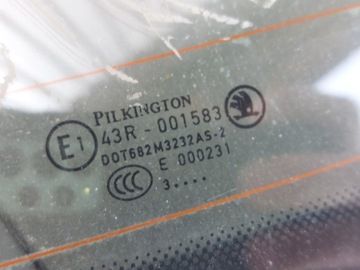 PILKINGTON
E1 43R - 001583
DOT682M3232AS-2
CCC E 000231
3....